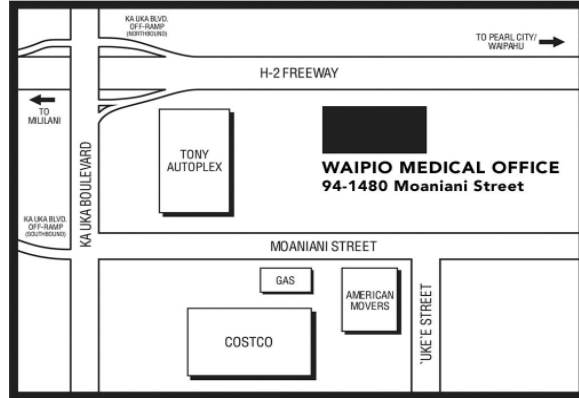 KA UKA BLVD.
OFF-RAMP
(NORTHBOUND)
TO PEARL CITY/
WAIPAHU
H-2 FREEWAY
TO
MILILANI
KA UKA BOULEVARD
TONY
AUTOPLEX
WAIPIO MEDICAL OFFICE
94-1480 Moaniani Street
KA UKA BLVD.
OFF-RAMP
(SOUTHBOUND)
MOANIANI STREET
GAS
AMERICAN
MOVERS
'UKE'E STREET
COSTCO